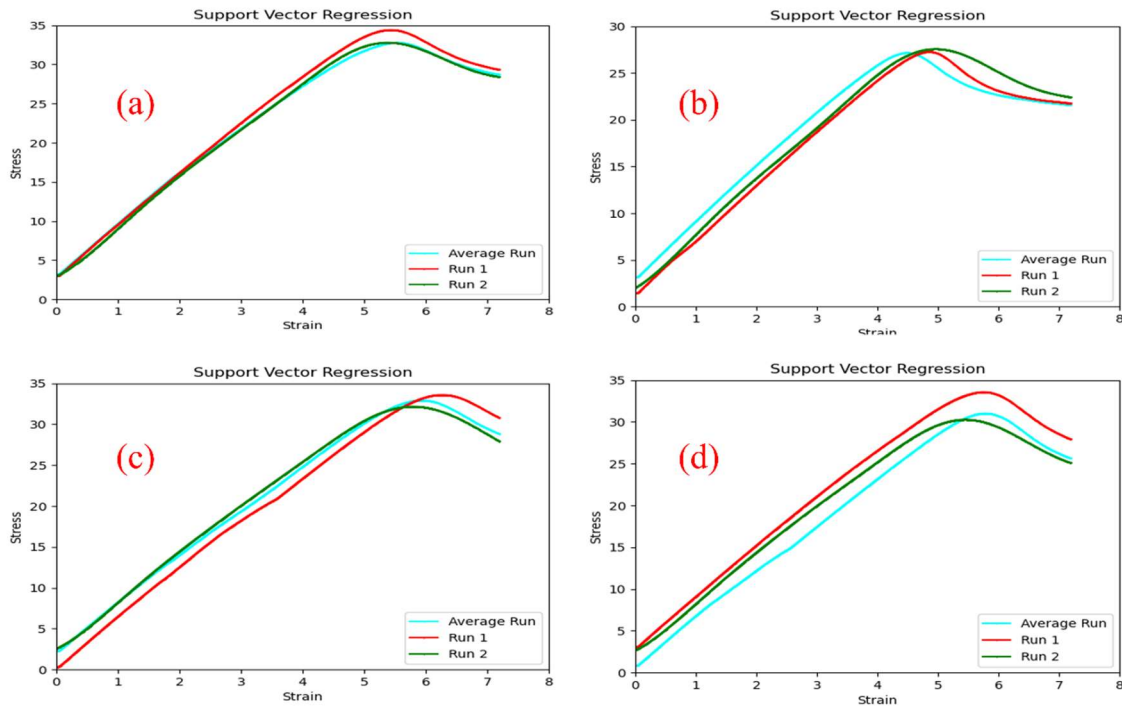 Support Vector Regression
35
30
25
20
15
10
5
0
Stress
(a)
Average Run
Run 1
Run 2
0 1 2 3 4 5 6 7 8
Strain
Support Vector Regression
30
25
20
15
10
5
0
Stress
(b)
Average Run
Run 1
Run 2
0 1 2 3 4 5 6 7 8
Strain
Support Vector Regression
35
30
25
20
15
10
5
0
Stress
(c)
Average Run
Run 1
Run 2
0 1 2 3 4 5 6 7 8
Strain
Support Vector Regression
35
30
25
20
15
10
5
0
Stress
(d)
Average Run
Run 1
Run 2
0 1 2 3 4 5 6 7 8
Strain